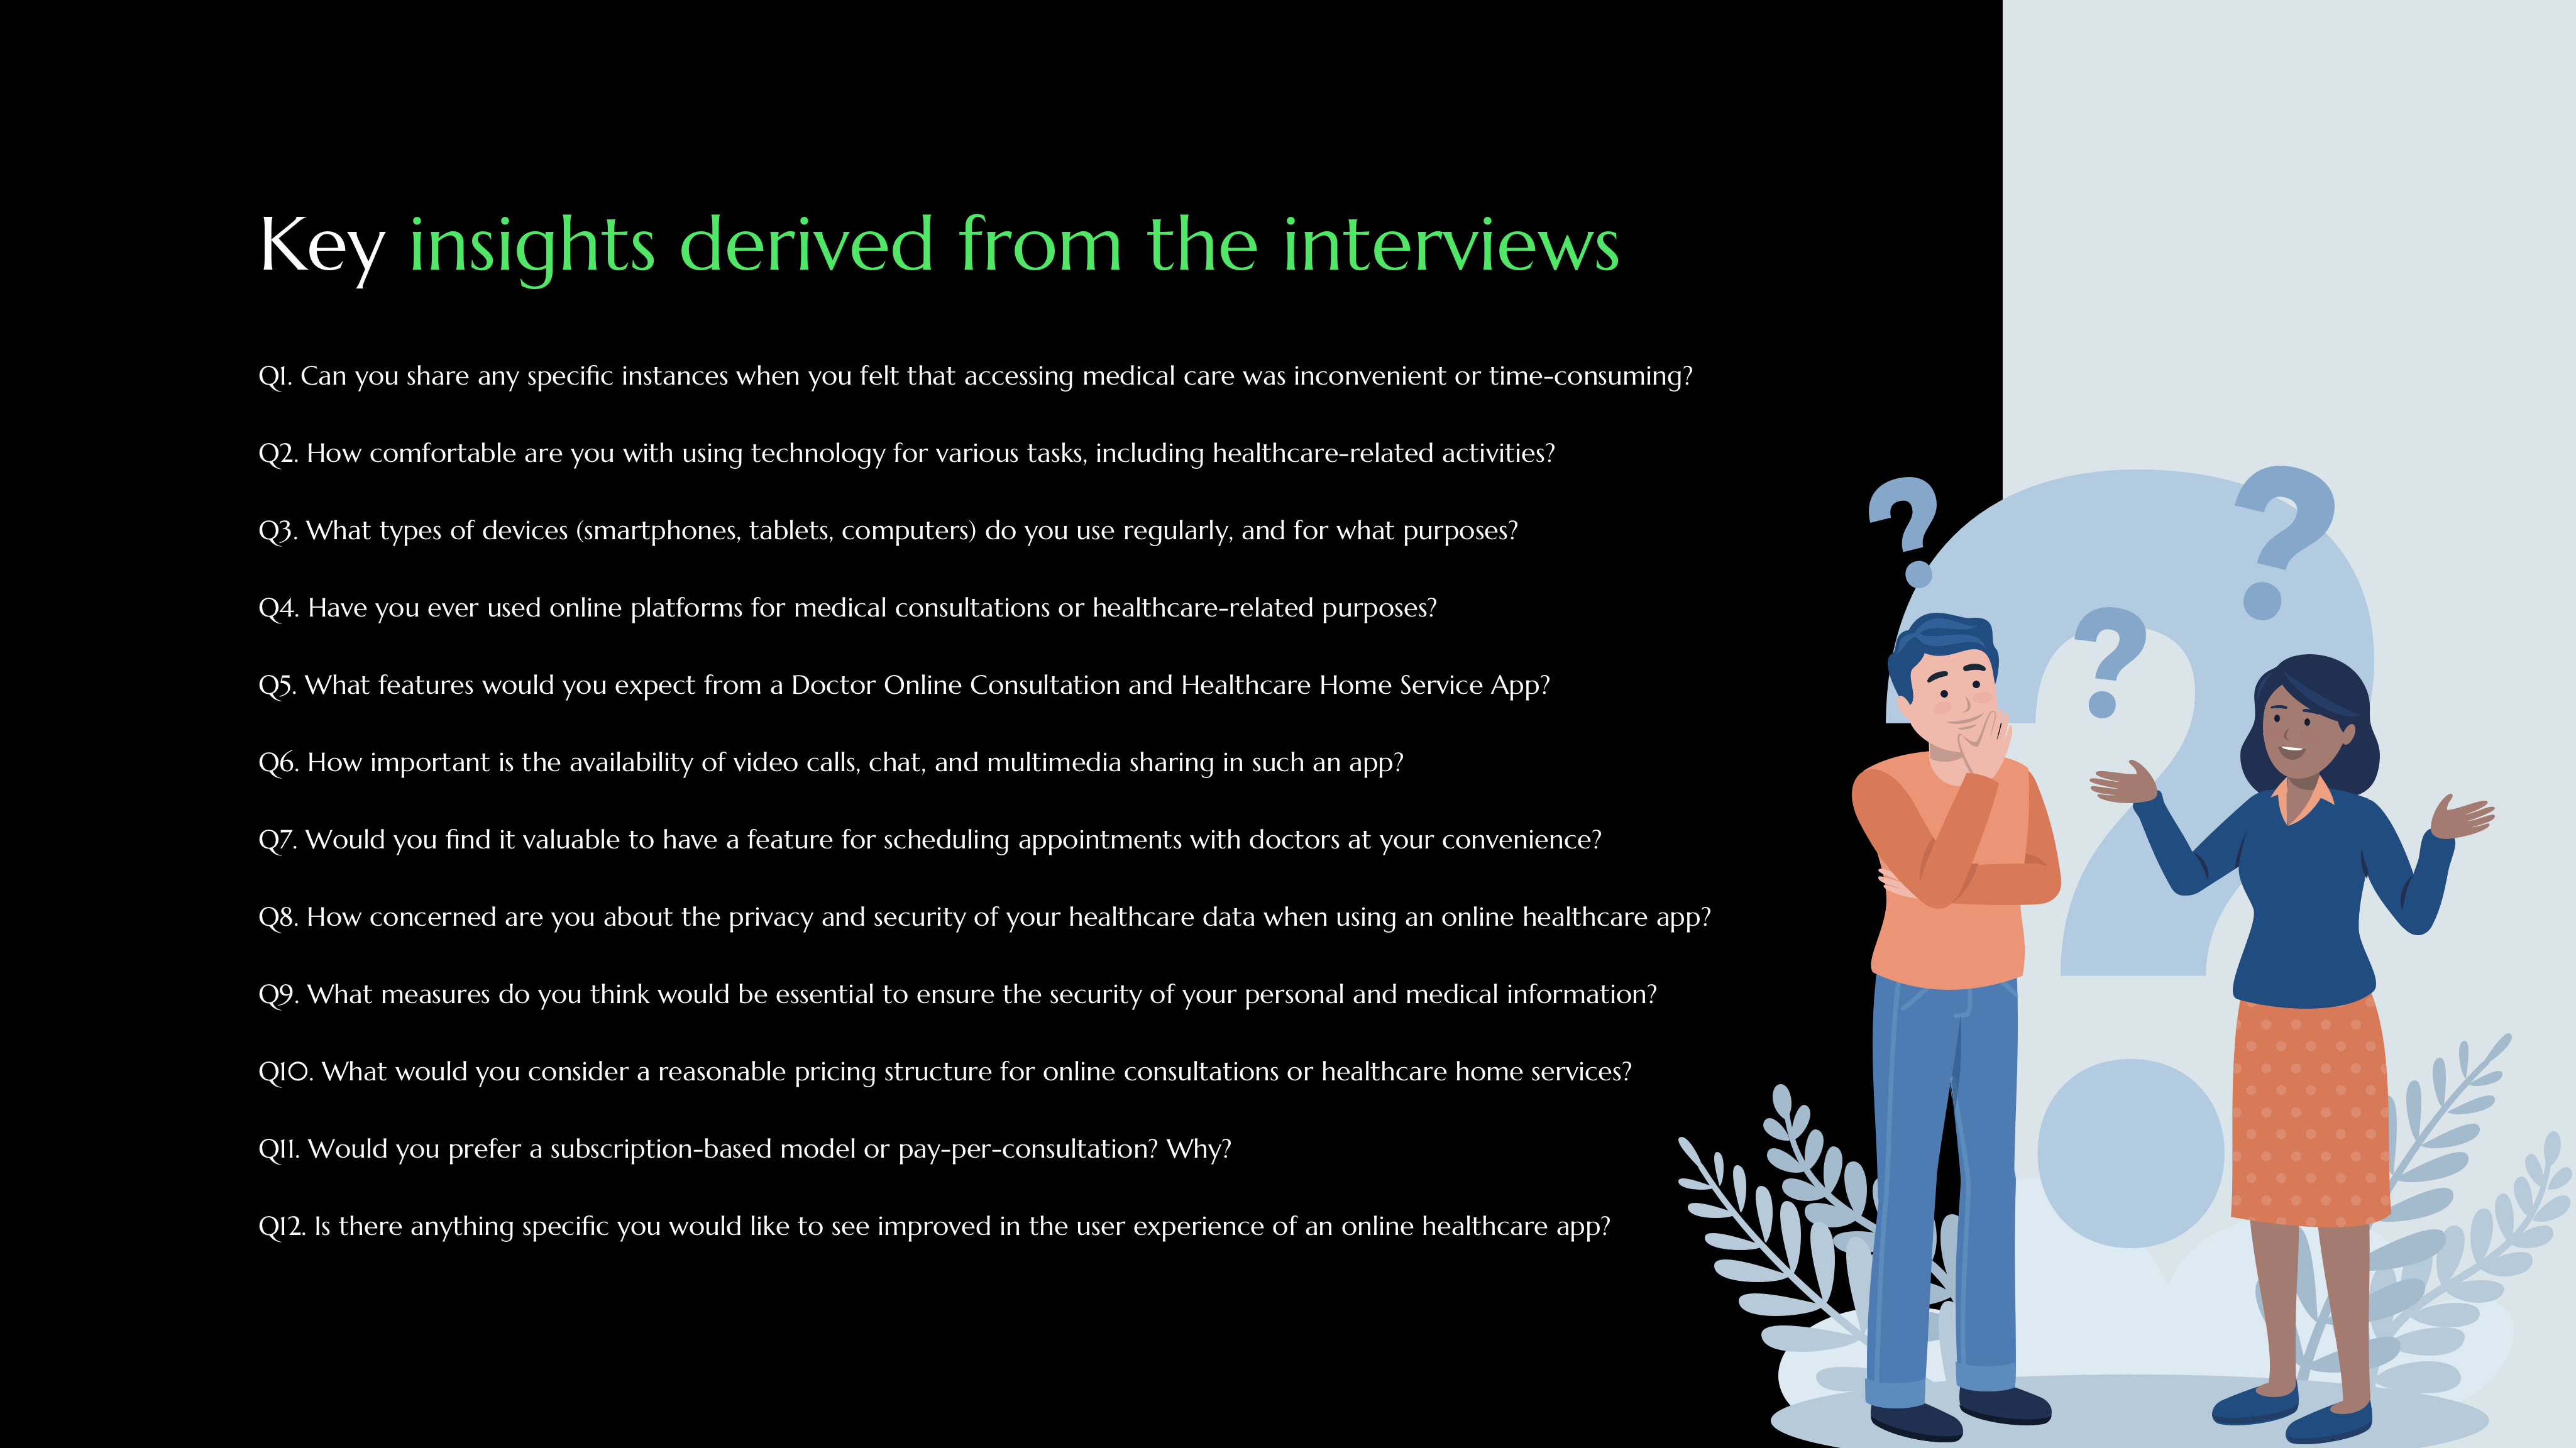 Key insights derived from the interviews
Q1. Can you share any specific instances when you felt that accessing medical care was inconvenient or time-consuming?
Q2. How comfortable are you with using technology for various tasks, including healthcare-related activities?
Q3. What types of devices (smartphones, tablets, computers) do you use regularly, and for what purposes?
Q4. Have you ever used online platforms for medical consultations or healthcare-related purposes?
Q5. What features would you expect from a Doctor Online Consultation and Healthcare Home Service App?
Q6. How important is the availability of video calls, chat, and multimedia sharing in such an app?
Q7. Would you find it valuable to have a feature for scheduling appointments with doctors at your convenience?
Q8. How concerned are you about the privacy and security of your healthcare data when using an online healthcare app?
Q9. What measures do you think would be essential to ensure the security of your personal and medical information?
Q10. What would you consider a reasonable pricing structure for online consultations or healthcare home services?
Q11. Would you prefer a subscription-based model or pay-per-consultation? Why?
Q12. Is there anything specific you would like to see improved in the user experience of an online healthcare app?
? ? ?